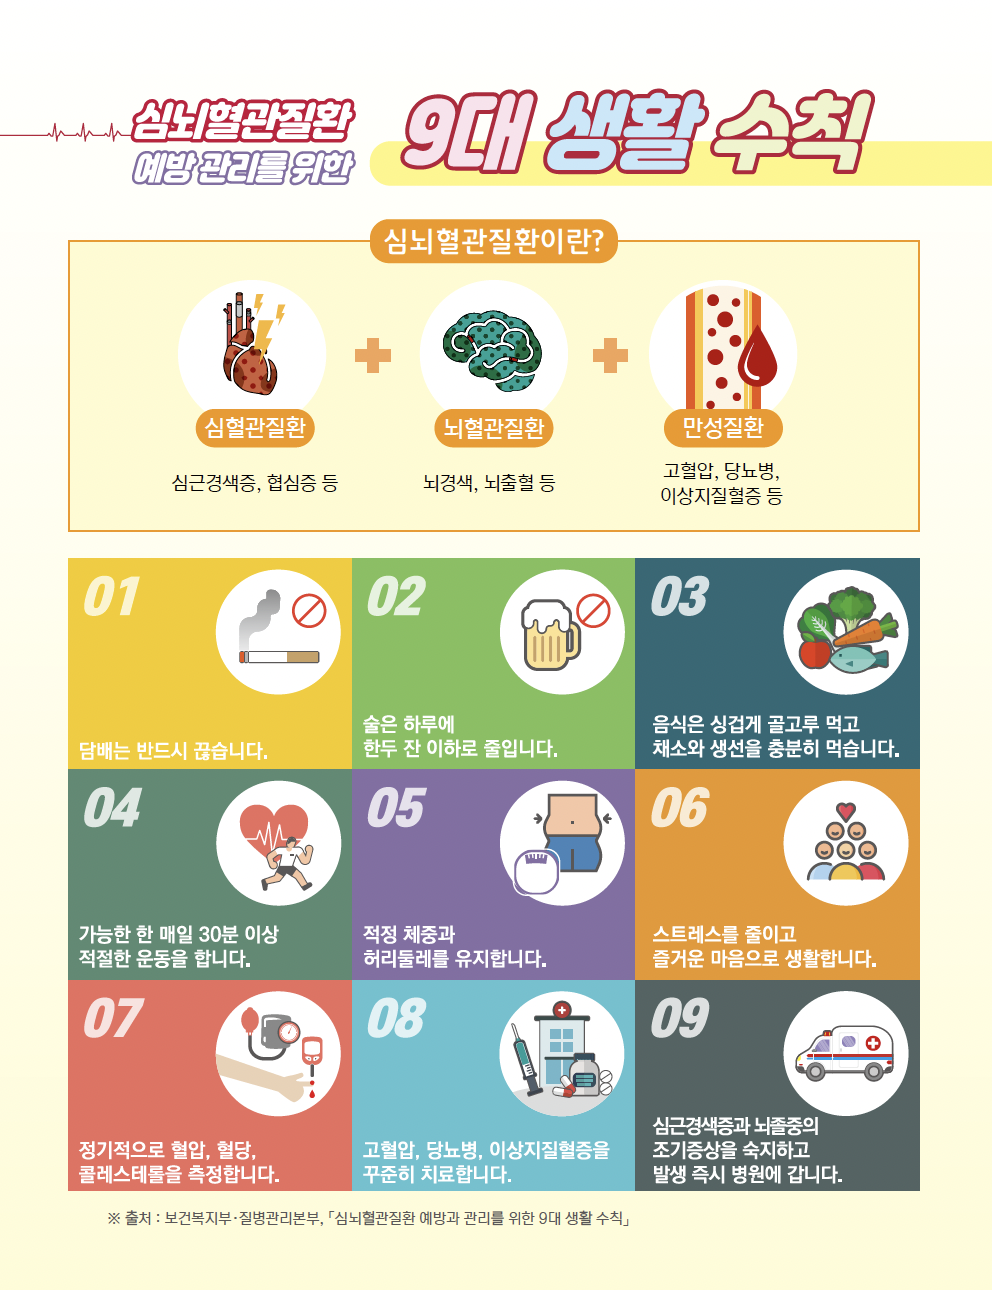 심뇌혈관질환
예방 관리를 위한
9대 생활 수칙
심뇌혈관질환이란?
심혈관질환
뇌혈관질환
만성질환
심근경색증, 협심증 등
뇌경색, 뇌출혈 등
고혈압, 당뇨병,
이상지질혈증 등
01
담배는 반드시 끊습니다.
02
술은 하루에
한두 잔 이하로 줄입니다.
03
음식은 싱겁게 골고루 먹고
채소와 생선을 충분히 먹습니다.
04
가능한 한 매일 30분 이상
적절한 운동을 합니다.
05
적정 체중과
허리둘레를 유지합니다.
06
스트레스를 줄이고
즐거운 마음으로 생활합니다.
07
정기적으로 혈압, 혈당,
콜레스테롤을 측정합니다.
08
고혈압, 당뇨병, 이상지질혈증을
꾸준히 치료합니다.
09
심근경색증과 뇌졸중의
조기증상을 숙지하고
발생 즉시 병원에 갑니다.
※ 출처 : 보건복지부·질병관리본부, 「심뇌혈관질환 예방과 관리를 위한 9대 생활 수칙」